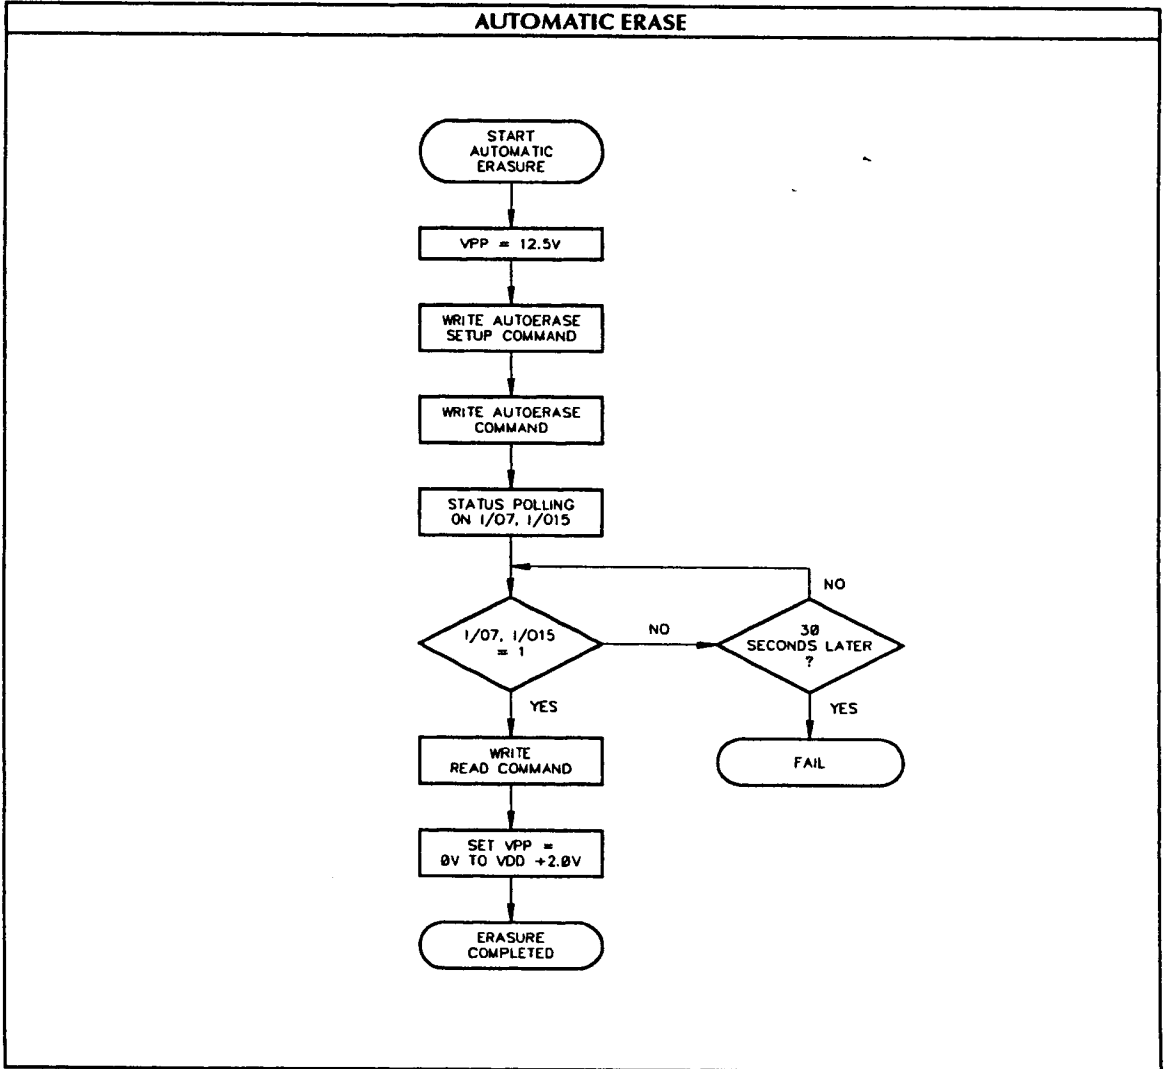 AUTOMATIC ERASE
START
AUTOMATIC
ERASURE
VPP = 12.5V
WRITE AUTOERASE
SETUP COMMAND
WRITE AUTOERASE
COMMAND
STATUS POLLING
ON I/O7, I/O15
I/O7, I/O15
= 1
NO
30
SECONDS LATER
?
NO
YES
YES
WRITE
READ COMMAND
FAIL
SET VPP =
0V TO VDD +2.0V
ERASURE
COMPLETED